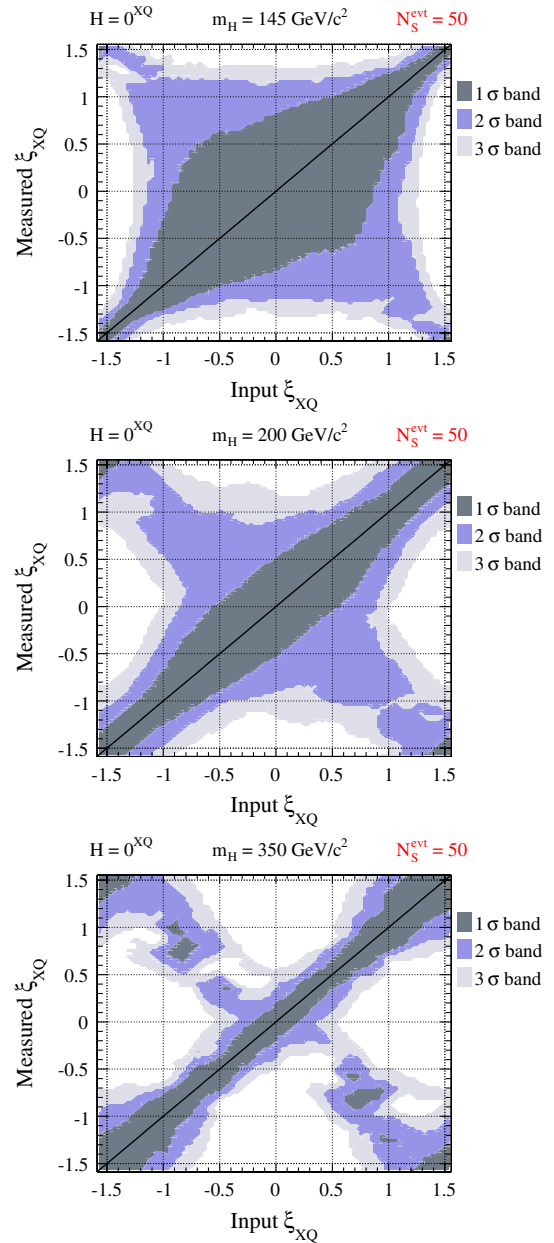 H = 0^XQ m_H = 145 GeV/c^2 N_S^evt = 50
1.5
1
0.5
0
-0.5
-1
-1.5
Measured ξ_XQ
-1.5 -1 -0.5 0 0.5 1 1.5
Input ξ_XQ
1 σ band
2 σ band
3 σ band
H = 0^XQ m_H = 200 GeV/c^2 N_S^evt = 50
1.5
1
0.5
0
-0.5
-1
-1.5
Measured ξ_XQ
-1.5 -1 -0.5 0 0.5 1 1.5
Input ξ_XQ
1 σ band
2 σ band
3 σ band
H = 0^XQ m_H = 350 GeV/c^2 N_S^evt = 50
1.5
1
0.5
0
-0.5
-1
-1.5
Measured ξ_XQ
-1.5 -1 -0.5 0 0.5 1 1.5
Input ξ_XQ
1 σ band
2 σ band
3 σ band